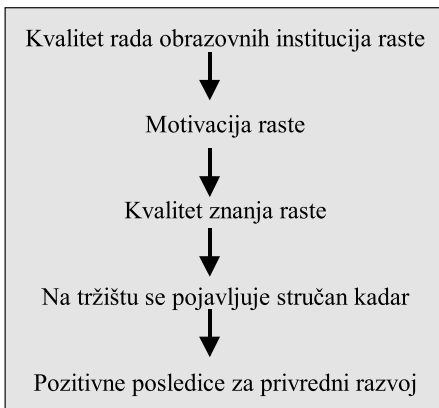 Kvalitet rada obrazovnih institucija raste
Motivacija raste
Kvalitet znanja raste
Na tržištu se pojavljuje stručan kadar
Pozitivne posledice za privredni razvoj